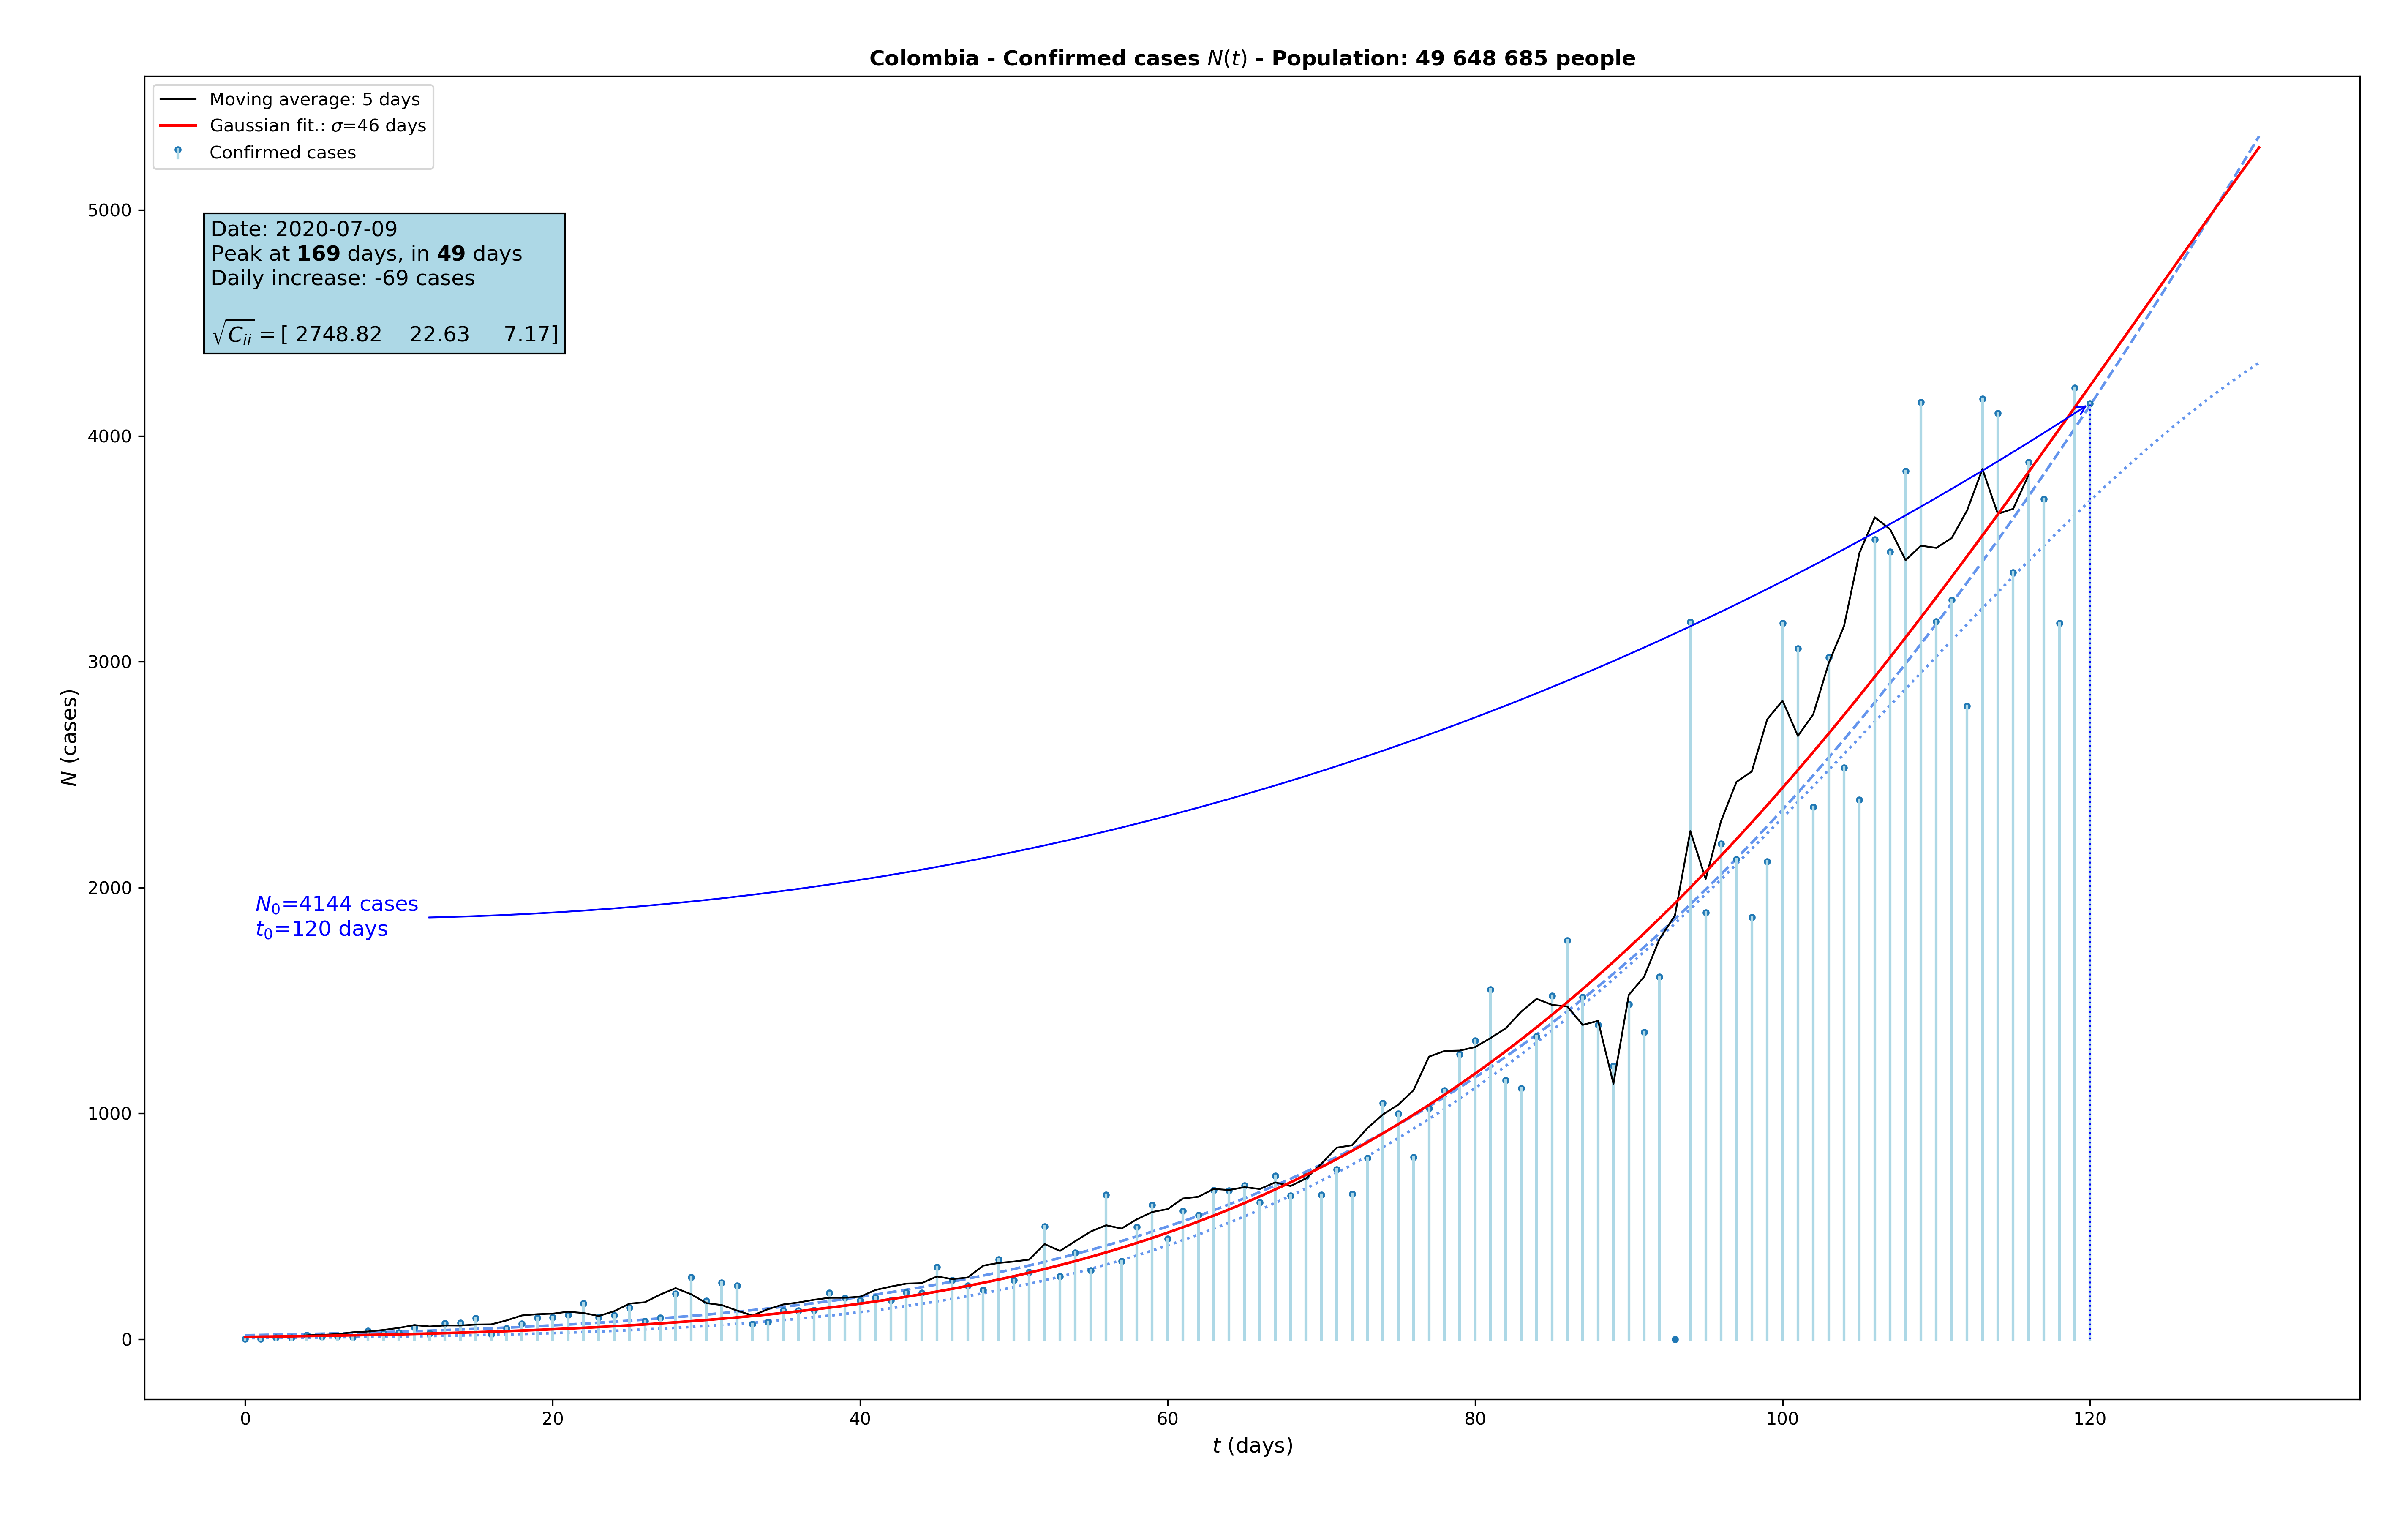 Colombia - Confirmed cases N(t) - Population: 49 648 685 people
Moving average: 5 days
Gaussian fit.: σ=46 days
Confirmed cases
Date: 2020-07-09
Peak at 169 days, in 49 days
Daily increase: -69 cases
√Cii = [ 2748.82 22.63 7.17]
N0=4144 cases
t0=120 days
N (cases)
5000
4000
3000
2000
1000
0
0 20 40 60 80 100 120
t (days)